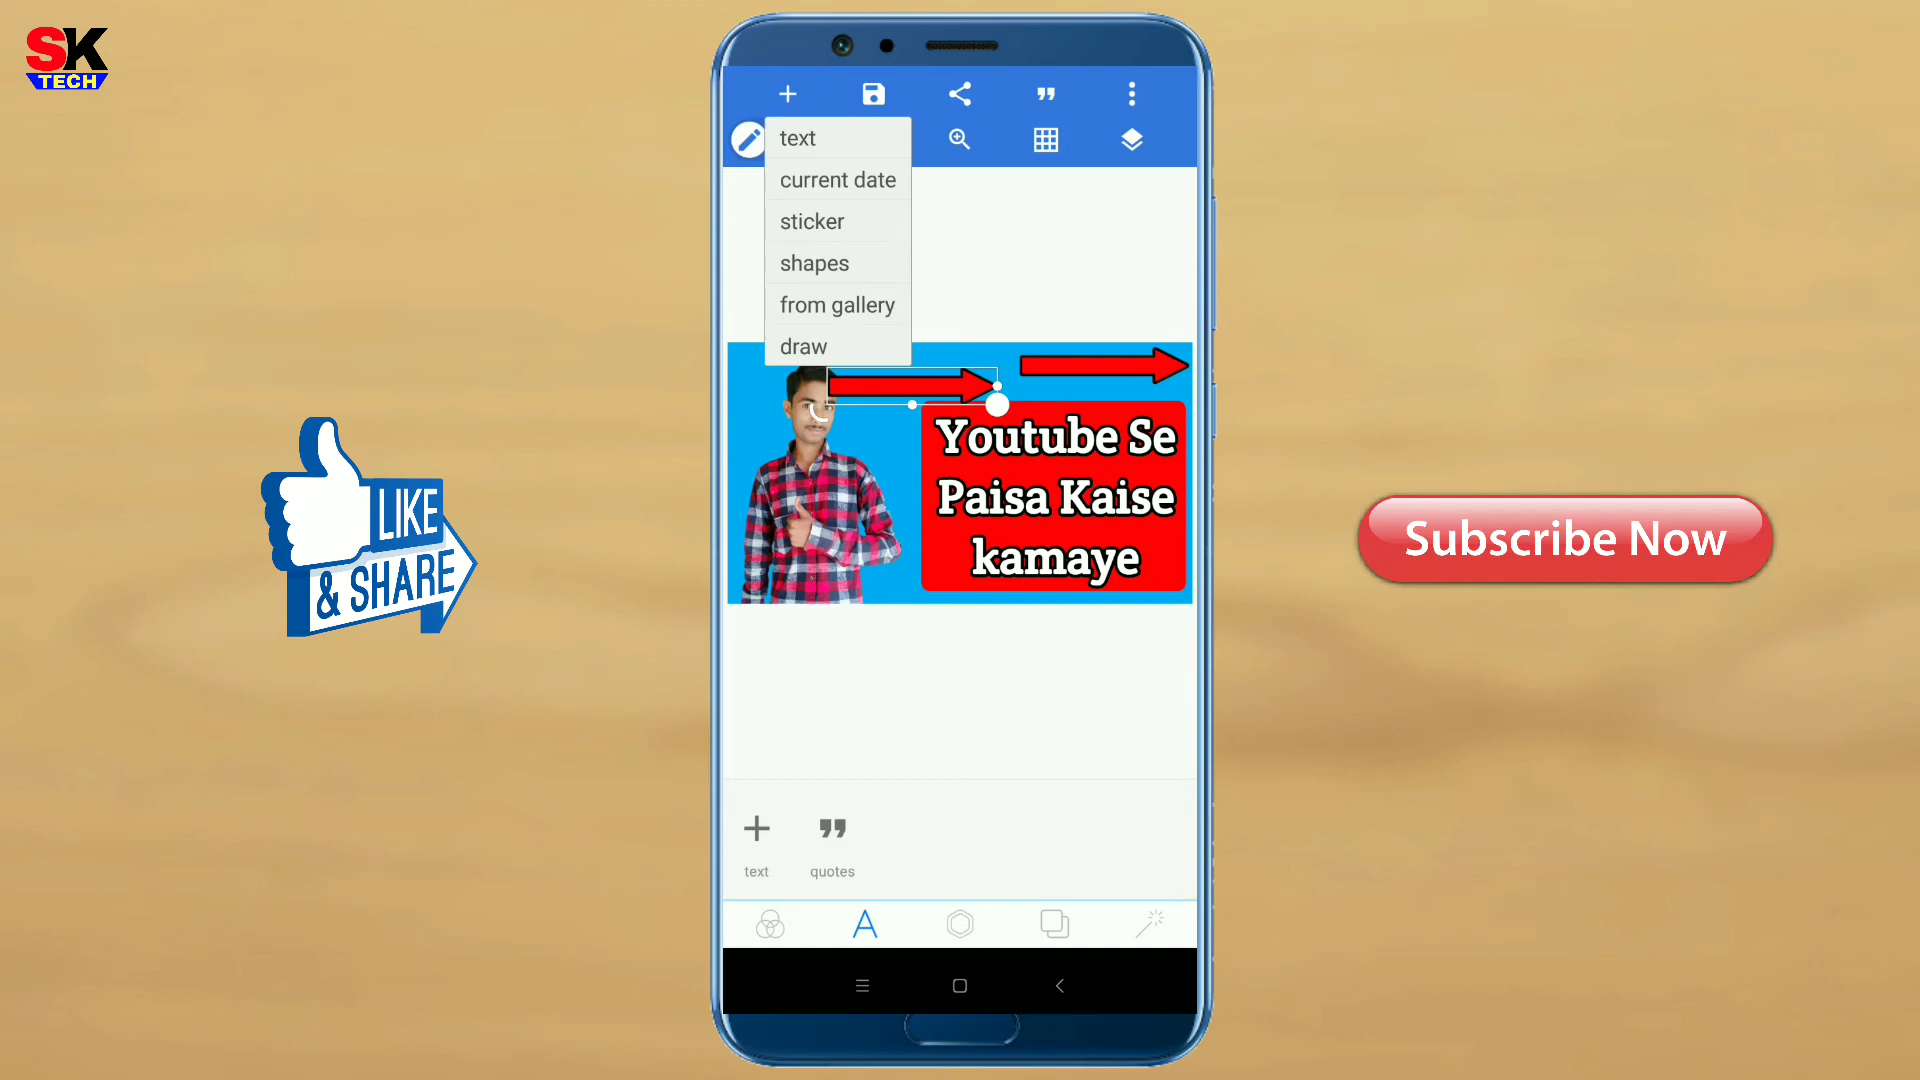 SK
TECH
text
current date
sticker
shapes
from gallery
draw
Youtube Se
Paisa Kaise
kamaye
LIKE
& SHARE
Subscribe Now
text
quotes